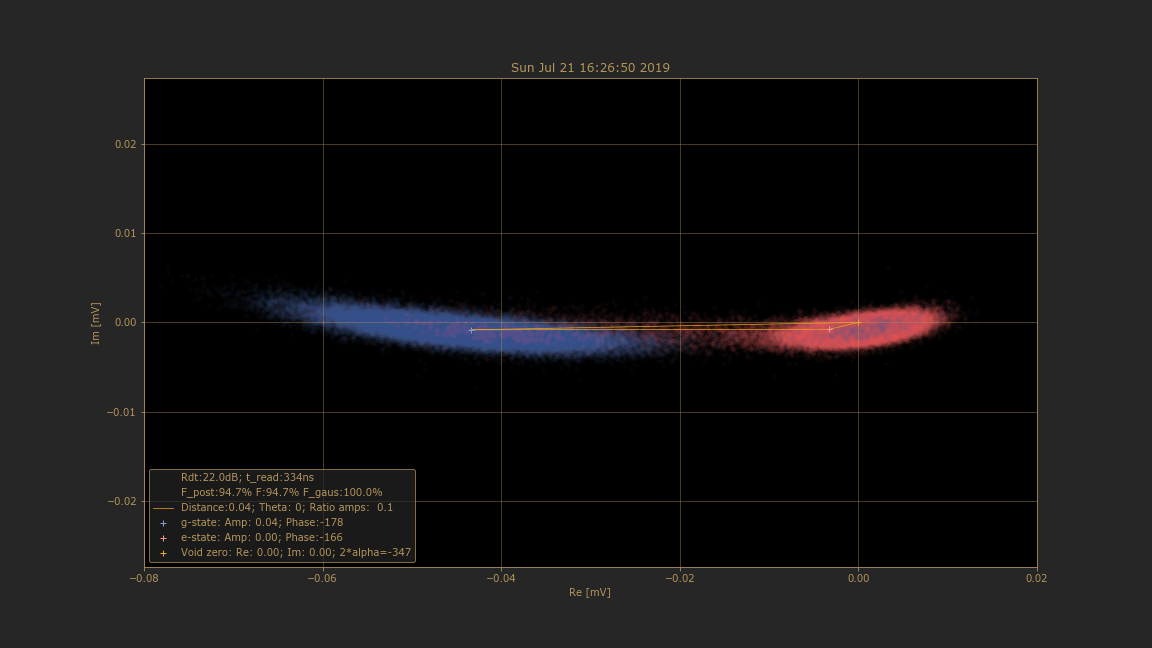 Sun Jul 21 16:26:50 2019
0.02
0.01
0.00
−0.01
−0.02
Im [mV]
Rdt:22.0dB; t_read:334ns
F_post:94.7% F:94.7% F_gaus:100.0%
Distance:0.04; Theta: 0; Ratio amps:  0.1
g-state: Amp: 0.04; Phase:-178
e-state: Amp: 0.00; Phase:-166
Void zero: Re: 0.00; Im: 0.00; 2*alpha=-347
−0.08 −0.06 −0.04 −0.02 0.00 0.02
Re [mV]